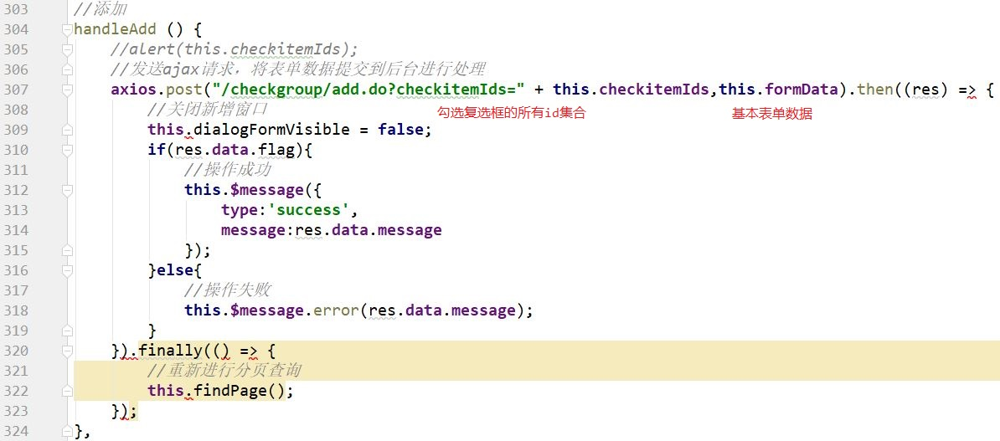 303 //添加
304 handleAdd () {
305 //alert(this.checkitemIds);
306 //发送ajax请求，将表单数据提交到后台进行处理
307 axios.post("/checkgroup/add.do?checkitemIds=" + this.checkitemIds,this.formData).then((res) => {
308 //关闭新增窗口
勾选复选框的所有id集合 基本表单数据
309 this.dialogFormVisible = false;
310 if(res.data.flag){
311 //操作成功
312 this.$message({
313 type:'success',
314 message:res.data.message
315 });
316 }else{
317 //操作失败
318 this.$message.error(res.data.message);
319 }
320 }).finally(() => {
321 //重新进行分页查询
322 this.findPage();
323 });
324 },